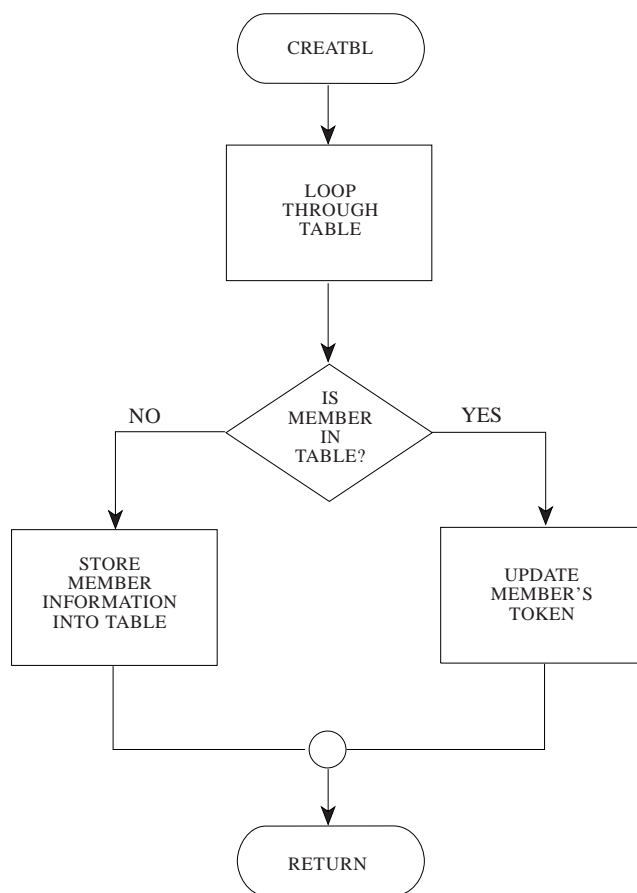 CREATBL
LOOP
THROUGH
TABLE
IS
MEMBER
IN
TABLE?
NO
YES
STORE
MEMBER
INFORMATION
INTO TABLE
UPDATE
MEMBER'S
TOKEN
RETURN